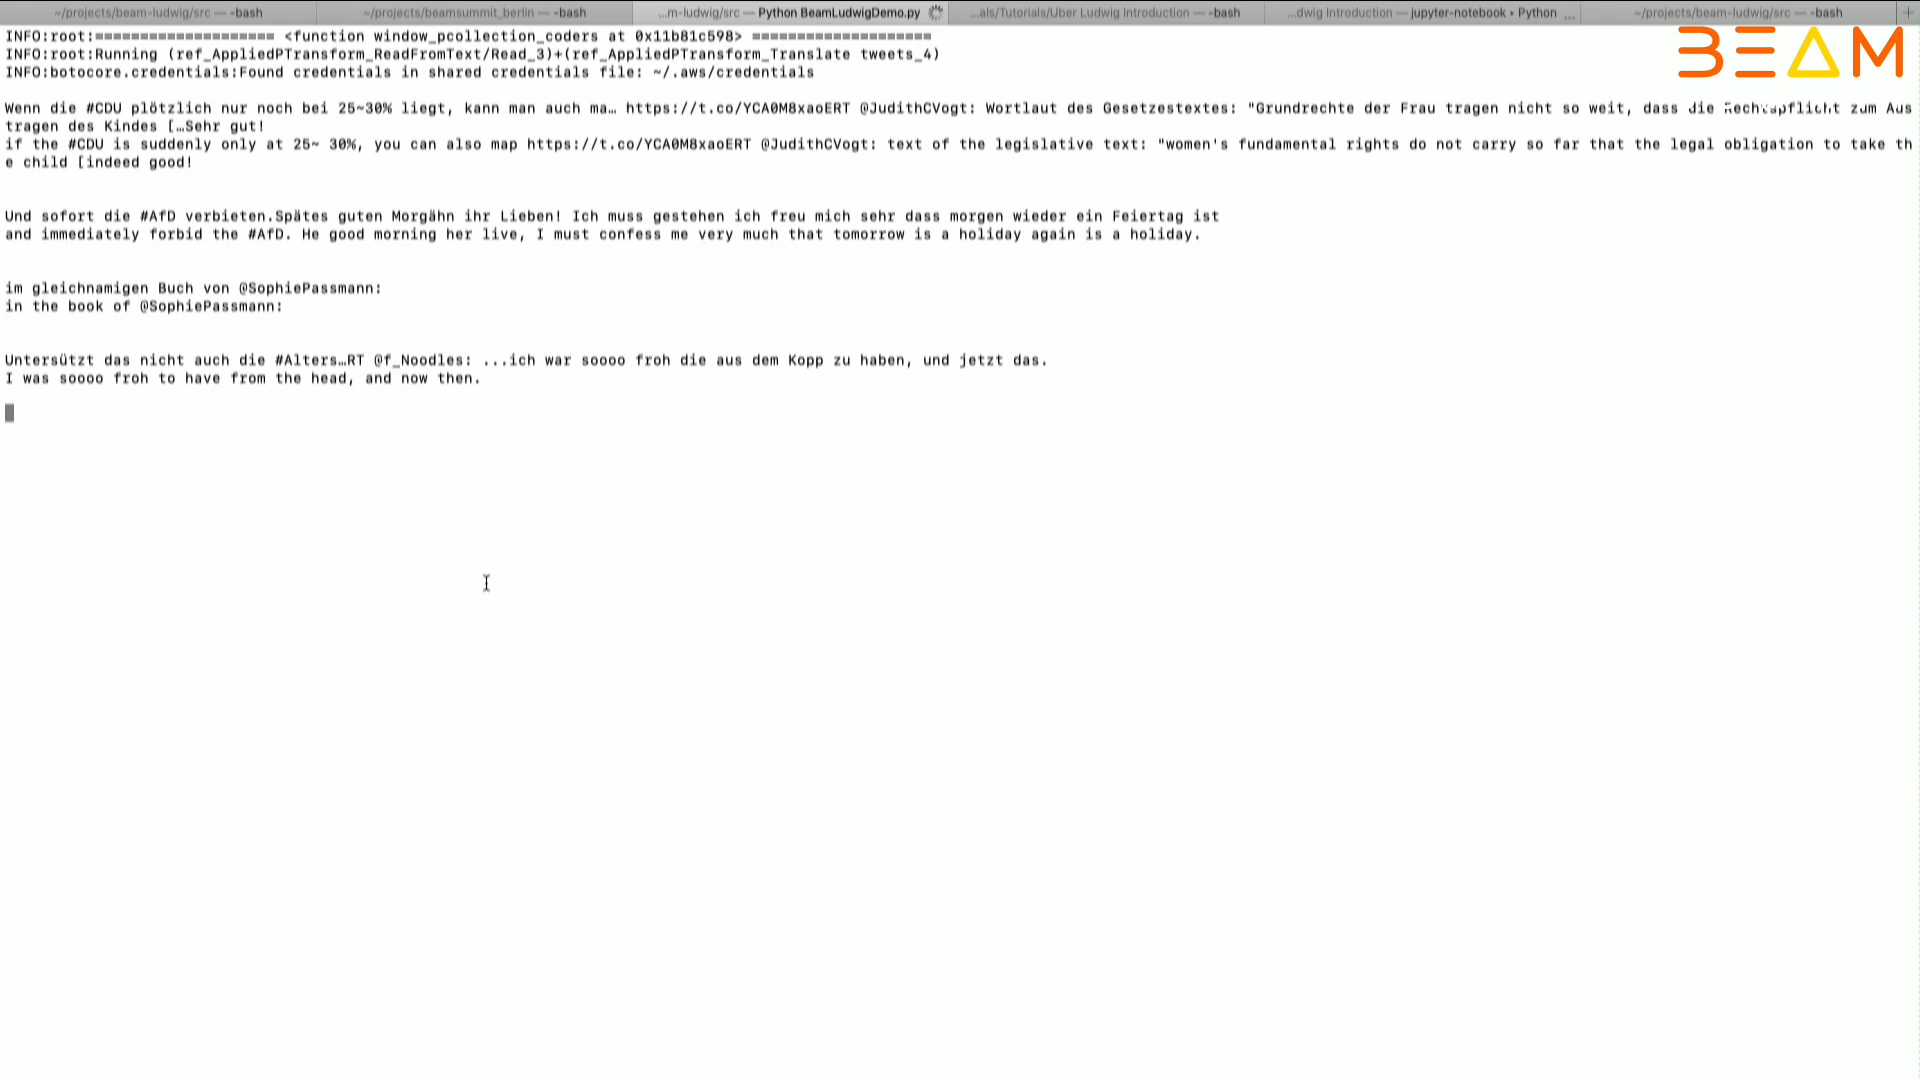 ~/projects/beam-ludwig/src — -bash
~/projects/beamsummit_berlin — -bash
...m-ludwig/src — Python BeamLudwigDemo.py
...als/Tutorials/Uber Ludwig Introduction — -bash
...dwig Introduction — jupyter-notebook • Python ...
~/projects/beam-ludwig/src — -bash
+
INFO:root:==================== <function window_pcollection_coders at 0x11b81c598> ====================
INFO:root:Running (ref_AppliedPTransform_ReadFromText/Read_3)+(ref_AppliedPTransform_Translate tweets_4)
INFO:botocore.credentials:Found credentials in shared credentials file: ~/.aws/credentials
BEAM
Wenn die #CDU plötzlich nur noch bei 25~30% liegt, kann man auch ma… https://t.co/YCA0M8xaoERT @JudithCVogt: Wortlaut des Gesetzestextes: "Grundrechte der Frau tragen nicht so weit, dass die Rechtspflicht zum Aus
tragen des Kindes […Sehr gut!
if the #CDU is suddenly only at 25~ 30%, you can also map https://t.co/YCA0M8xaoERT @JudithCVogt: text of the legislative text: "women's fundamental rights do not carry so far that the legal obligation to take th
e child [indeed good!
Und sofort die #AfD verbieten.Spätes guten Morgähn ihr Lieben! Ich muss gestehen ich freu mich sehr dass morgen wieder ein Feiertag ist
and immediately forbid the #AfD. He good morning her live, I must confess me very much that tomorrow is a holiday again is a holiday.
im gleichnamigen Buch von @SophiePassmann:
in the book of @SophiePassmann:
Untersützt das nicht auch die #Alters…RT @f_Noodles: ...ich war soooo froh die aus dem Kopp zu haben, und jetzt das.
I was soooo froh to have from the head, and now then.